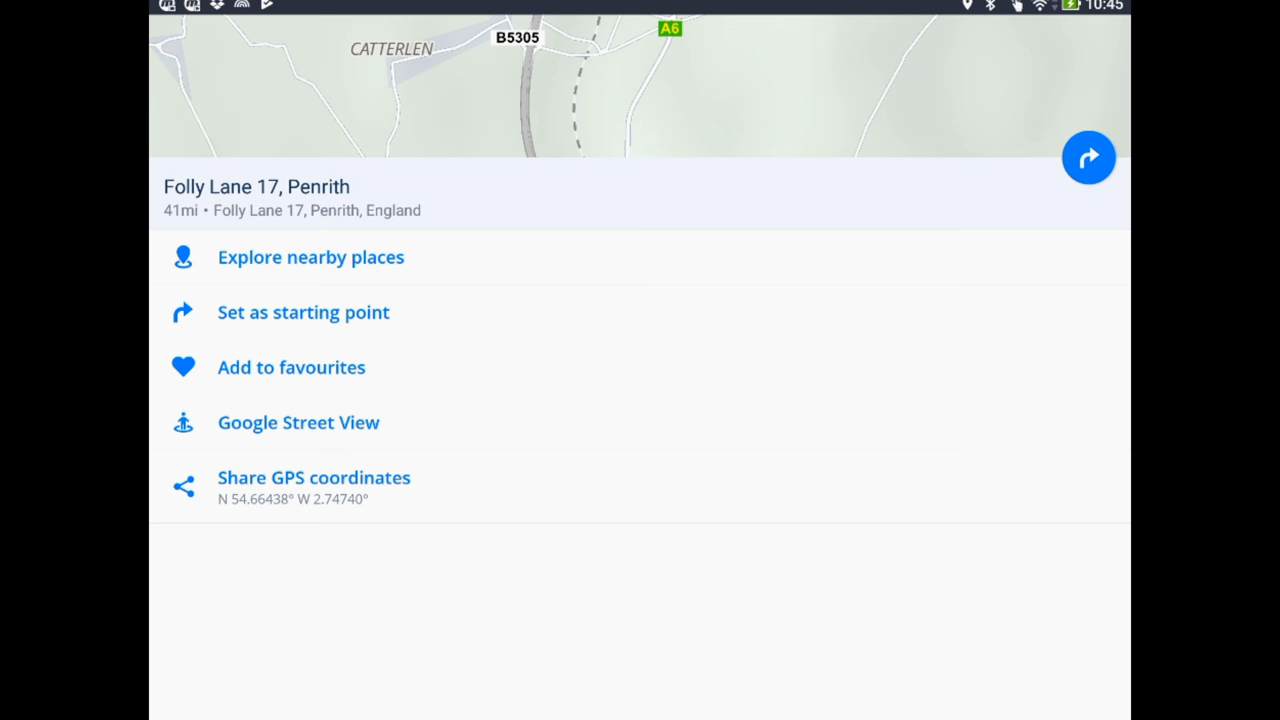 10:45
CATTERLEN
B5305
A6
Folly Lane 17, Penrith
41mi • Folly Lane 17, Penrith, England
Explore nearby places
Set as starting point
Add to favourites
Google Street View
Share GPS coordinates
N 54.66438° W 2.74740°